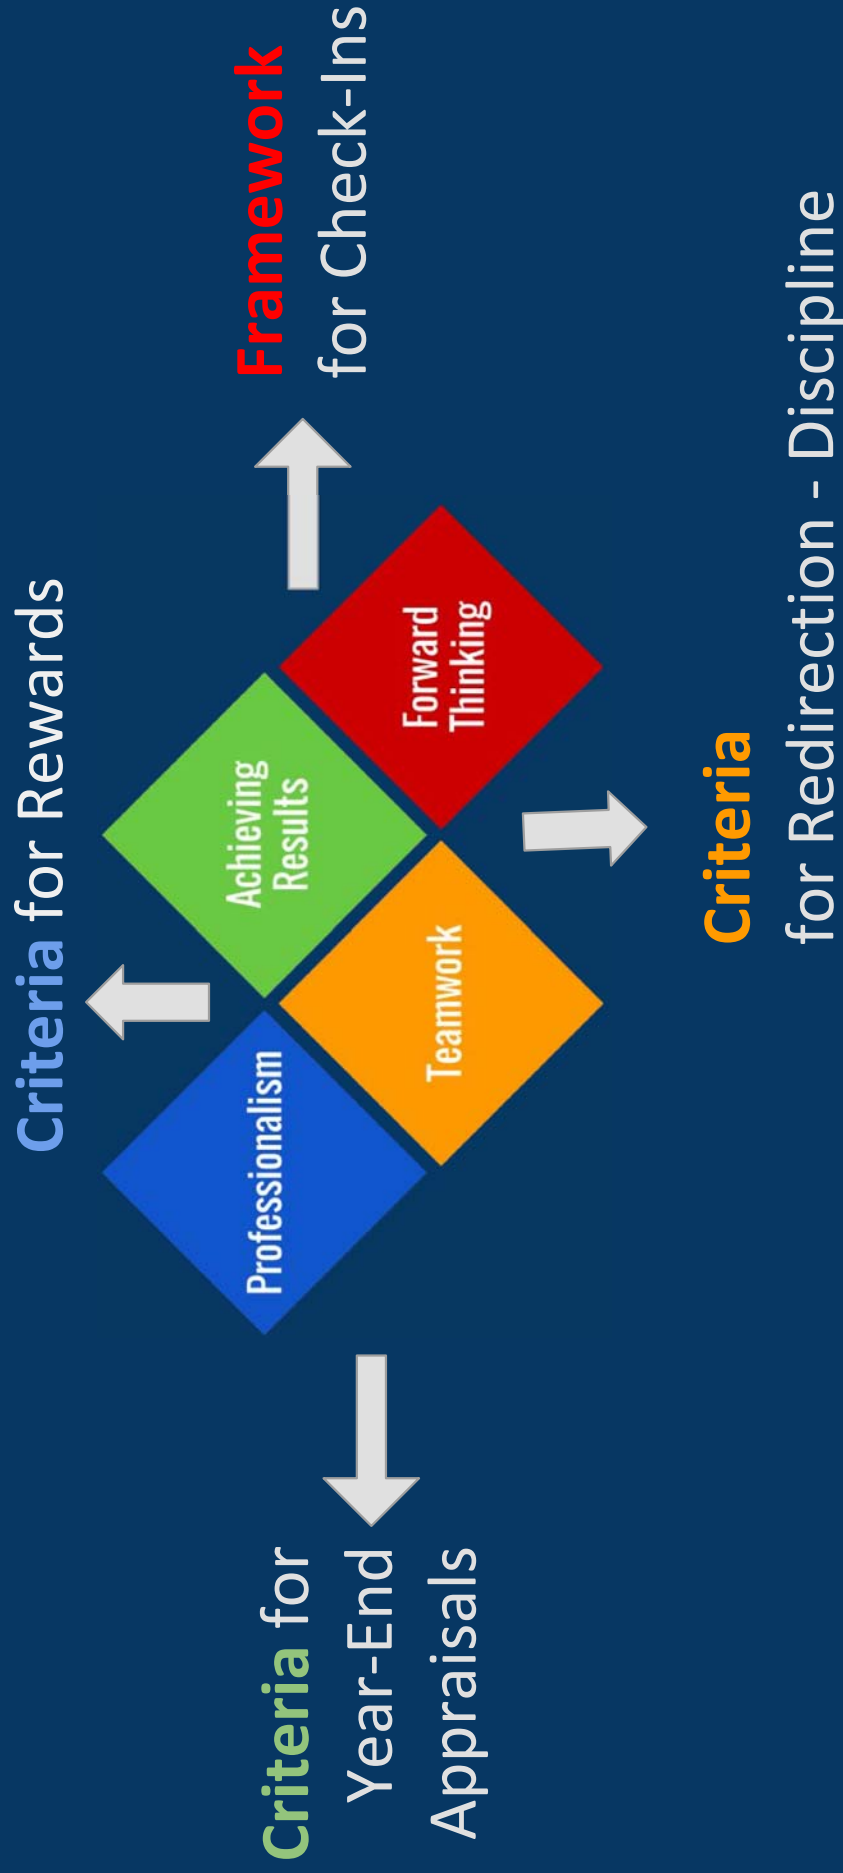 Criteria for Rewards
Criteria for
Year-End
Appraisals
Professionalism
Achieving
Results
Teamwork
Forward
Thinking
Framework
for Check-Ins
Criteria
for Redirection - Discipline